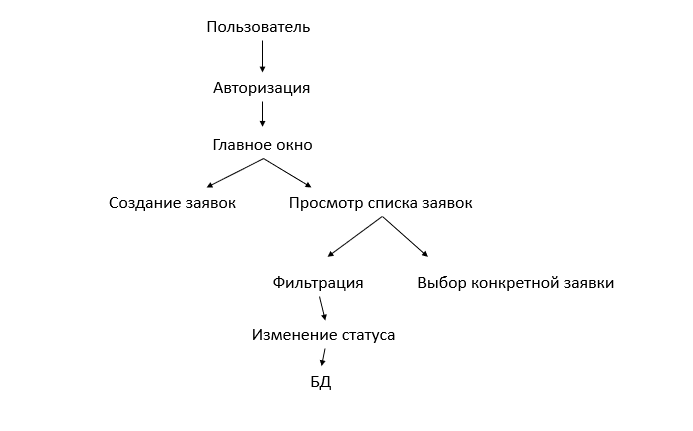 Пользователь
Авторизация
Главное окно
Создание заявок
Просмотр списка заявок
Фильтрация
Выбор конкретной заявки
Изменение статуса
БД